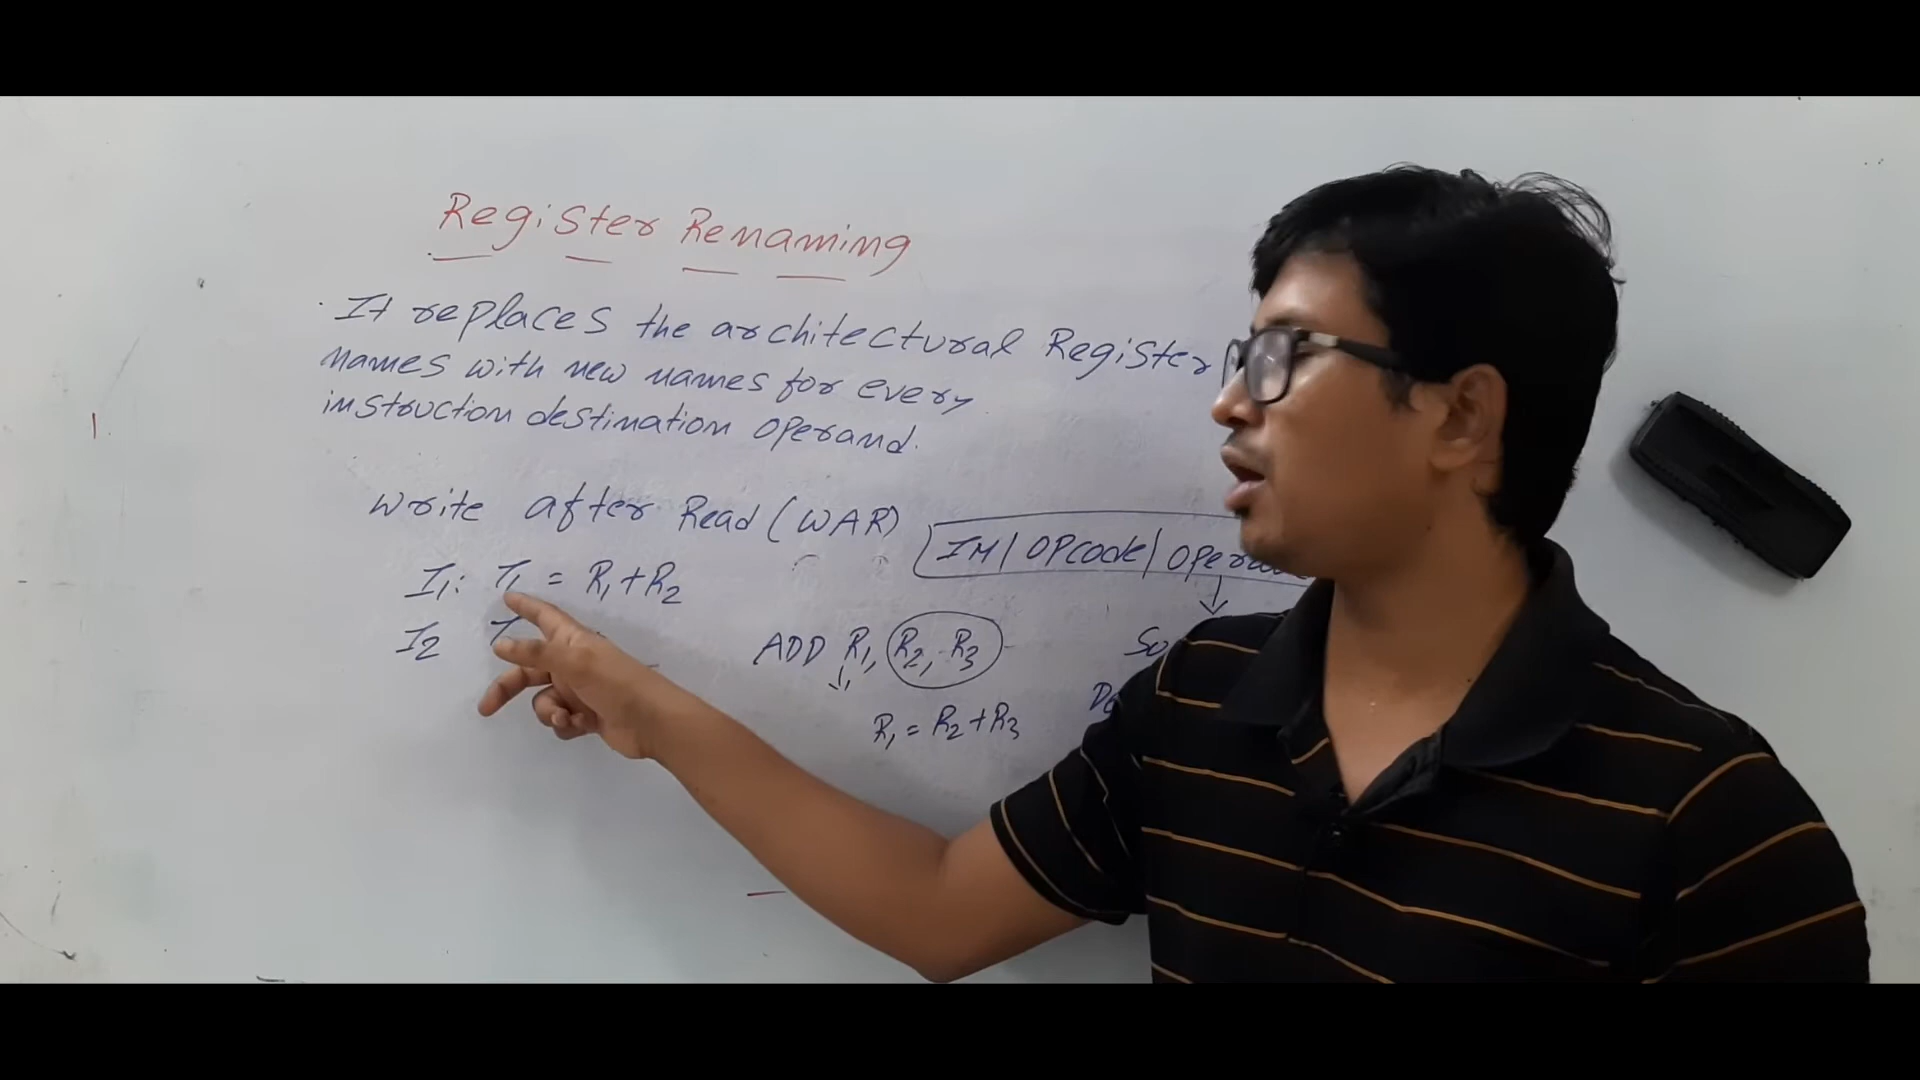 Register Renaming
. It replaces the architectural Register
names with new names for every
instruction destination operand.
Write after Read (WAR)
IM | OPcode |
I1: T1 = R1 + R2
I2
ADD R1, R2, R3
R1 = R2 + R3